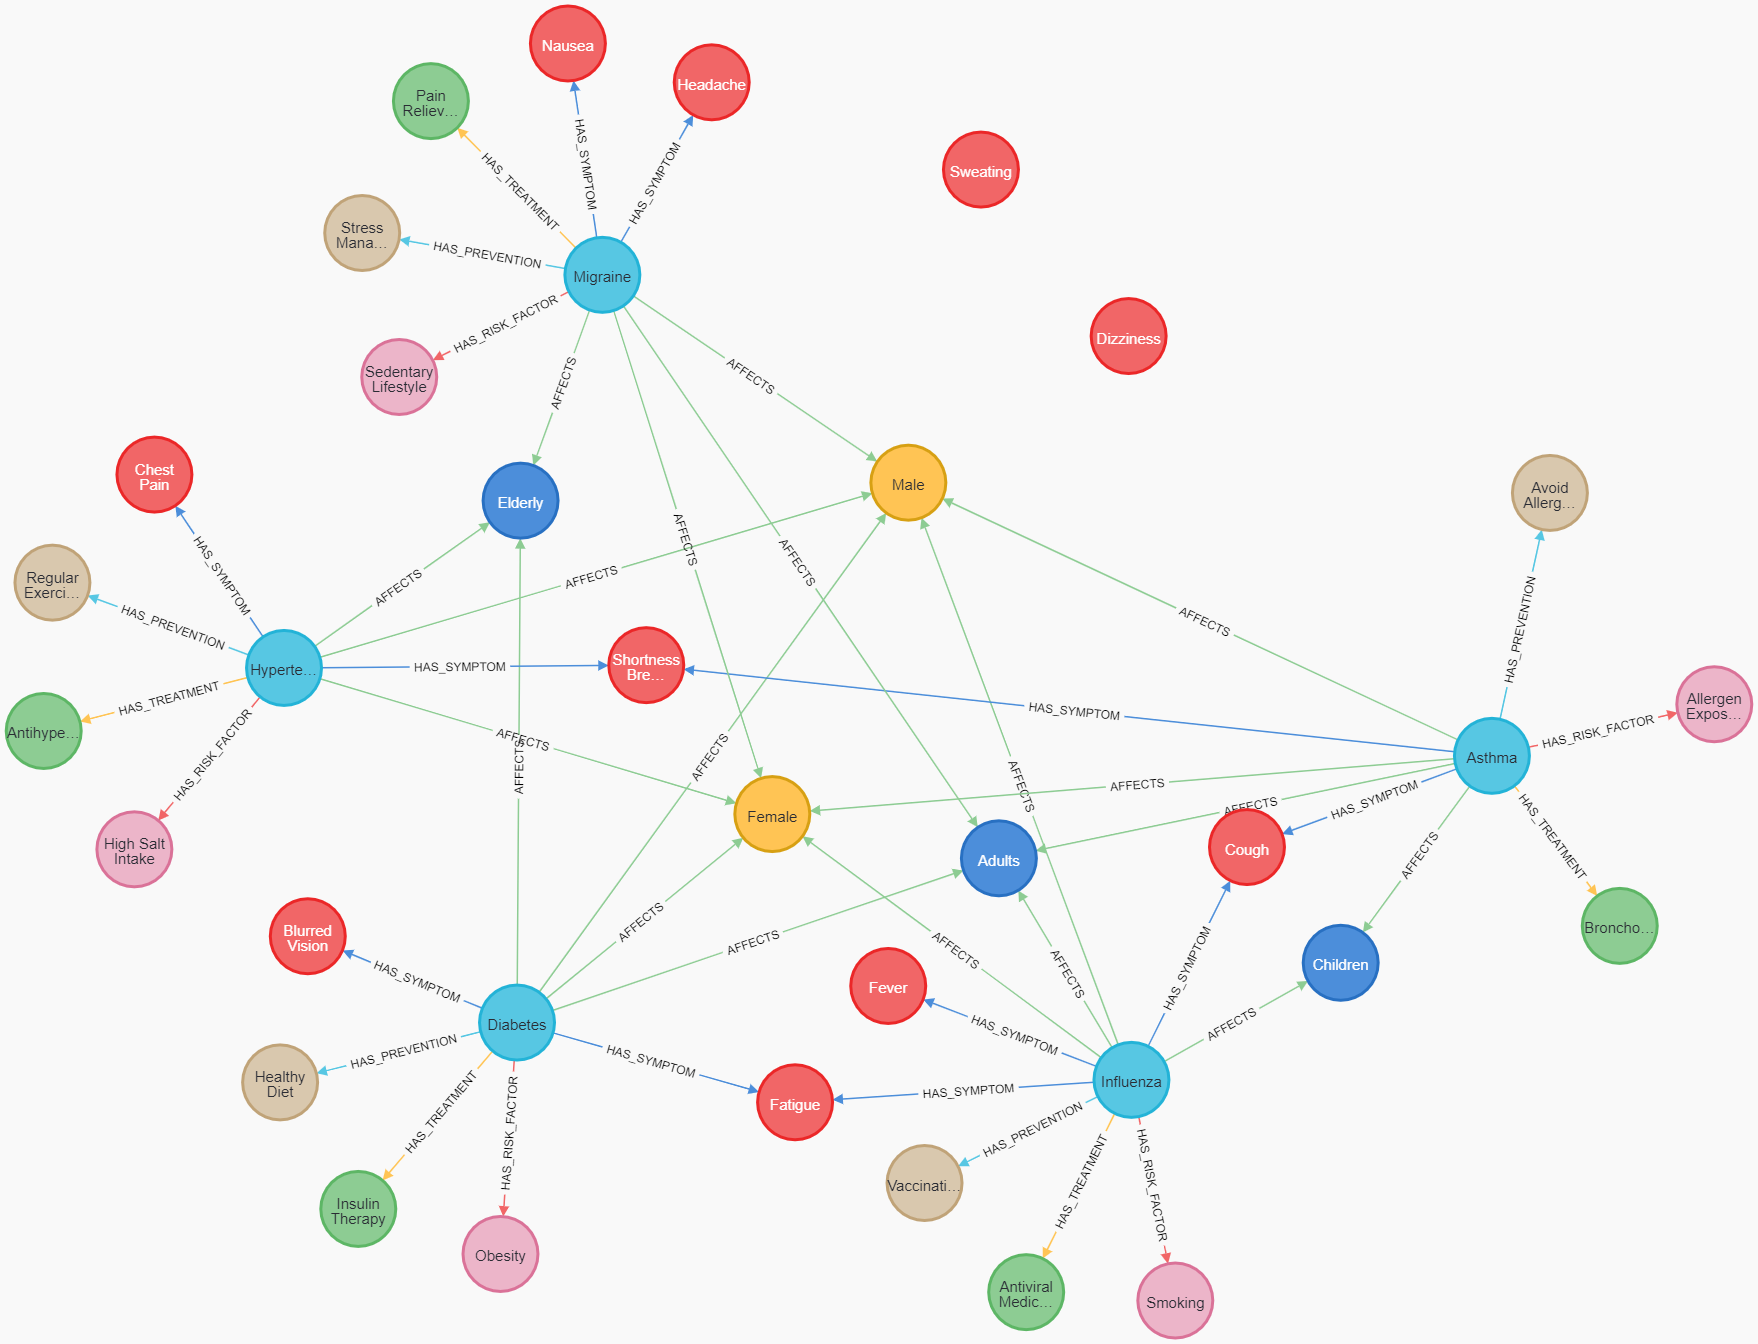 Nausea
Headache
Pain
Reliev…
HAS_SYMPTOM
HAS_SYMPTOM
HAS_TREATMENT
Sweating
Stress
Mana…
HAS_PREVENTION
Migraine
HAS_RISK_FACTOR
Dizziness
Sedentary
Lifestyle
AFFECTS
AFFECTS
Chest
Pain
Elderly
Male
Avoid
Allerg…
AFFECTS
AFFECTS
HAS_SYMPTOM
Regular
Exerci…
AFFECTS
AFFECTS
HAS_PREVENTION
AFFECTS
HAS_PREVENTION
Hyperte…
HAS_SYMPTOM
Shortness
Bre…
HAS_TREATMENT
HAS_SYMPTOM
Allergen
Expos…
HAS_RISK_FACTOR
Antihype…
HAS_RISK_FACTOR
AFFECTS
AFFECTS
AFFECTS
Asthma
AFFECTS
AFFECTS
AFFECTS
HAS_SYMPTOM
HAS_TREATMENT
High Salt
Intake
Female
Adults
Cough
AFFECTS
Broncho…
Blurred
Vision
AFFECTS
AFFECTS
AFFECTS
HAS_SYMPTOM
Children
HAS_SYMPTOM
Fever
AFFECTS
AFFECTS
Diabetes
HAS_SYMPTOM
HAS_PREVENTION
HAS_SYMPTOM
Healthy
Diet
Influenza
HAS_SYMPTOM
Fatigue
HAS_TREATMENT
HAS_RISK_FACTOR
HAS_PREVENTION
HAS_TREATMENT
HAS_RISK_FACTOR
Vaccinati…
Insulin
Therapy
Obesity
Antiviral
Medic…
Smoking